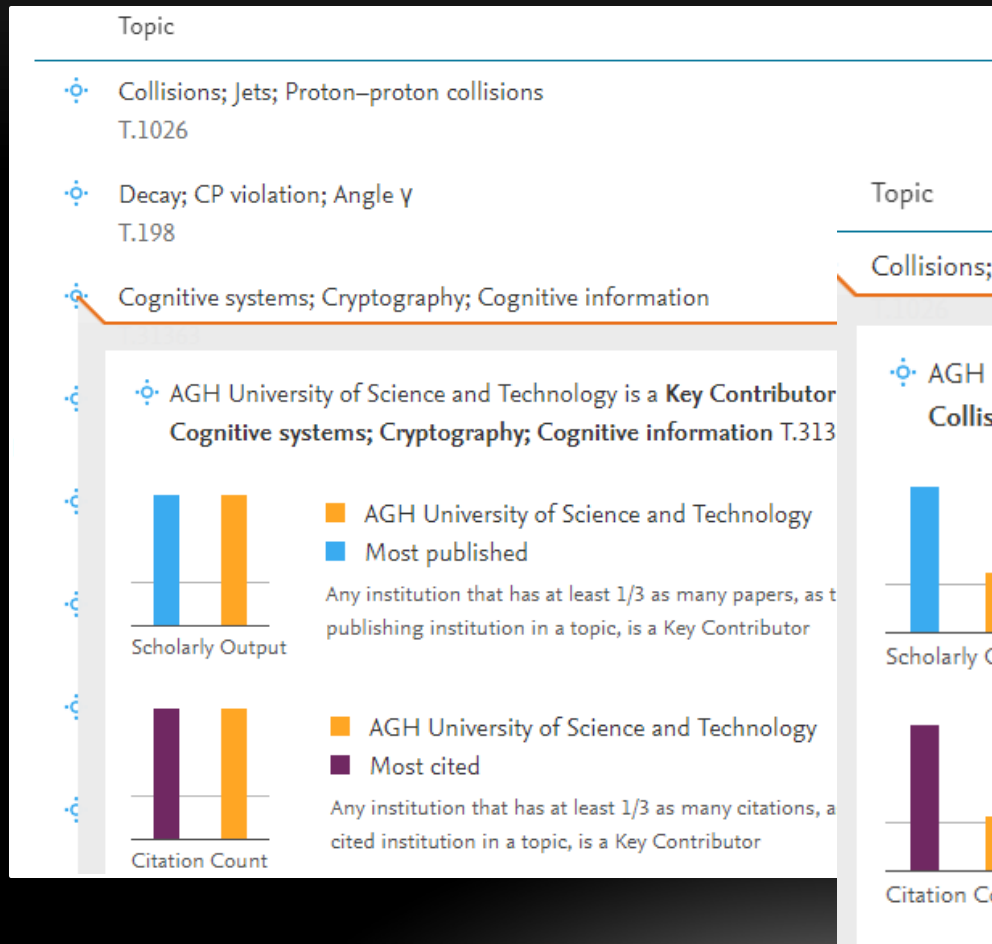 Topic
Collisions; Jets; Proton–proton collisions
T.1026
Decay; CP violation; Angle γ
T.198
Cognitive systems; Cryptography; Cognitive information
T.31363
AGH University of Science and Technology is a Key Contributor
Cognitive systems; Cryptography; Cognitive information T.313
AGH University of Science and Technology
Most published
Any institution that has at least 1/3 as many papers, as t
publishing institution in a topic, is a Key Contributor
Scholarly Output
AGH University of Science and Technology
Most cited
Any institution that has at least 1/3 as many citations, a
cited institution in a topic, is a Key Contributor
Citation Count
Topic
Collisions;
T.1026
AGH
Collis
Scholarly
Citation